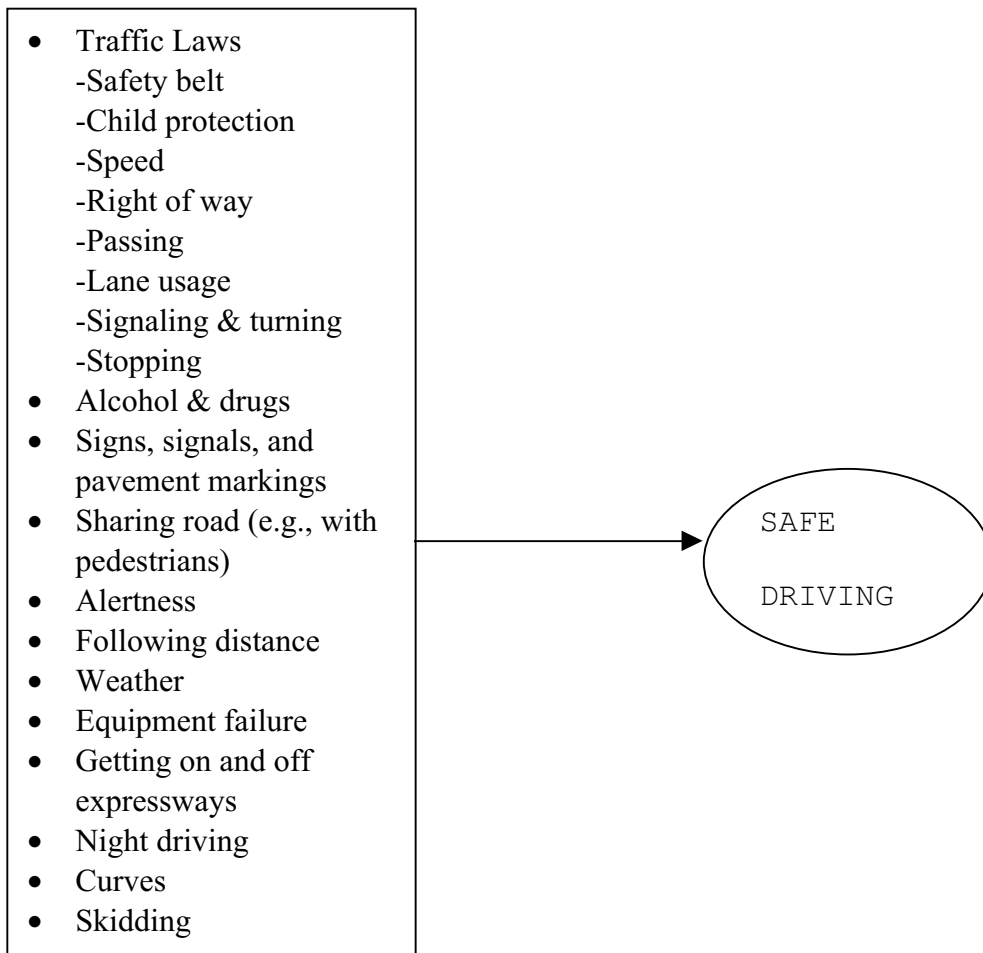 • Traffic Laws
-Safety belt
-Child protection
-Speed
-Right of way
-Passing
-Lane usage
-Signaling & turning
-Stopping
• Alcohol & drugs
• Signs, signals, and
pavement markings
• Sharing road (e.g., with
pedestrians)
• Alertness
• Following distance
• Weather
• Equipment failure
• Getting on and off
expressways
• Night driving
• Curves
• Skidding
SAFE
DRIVING